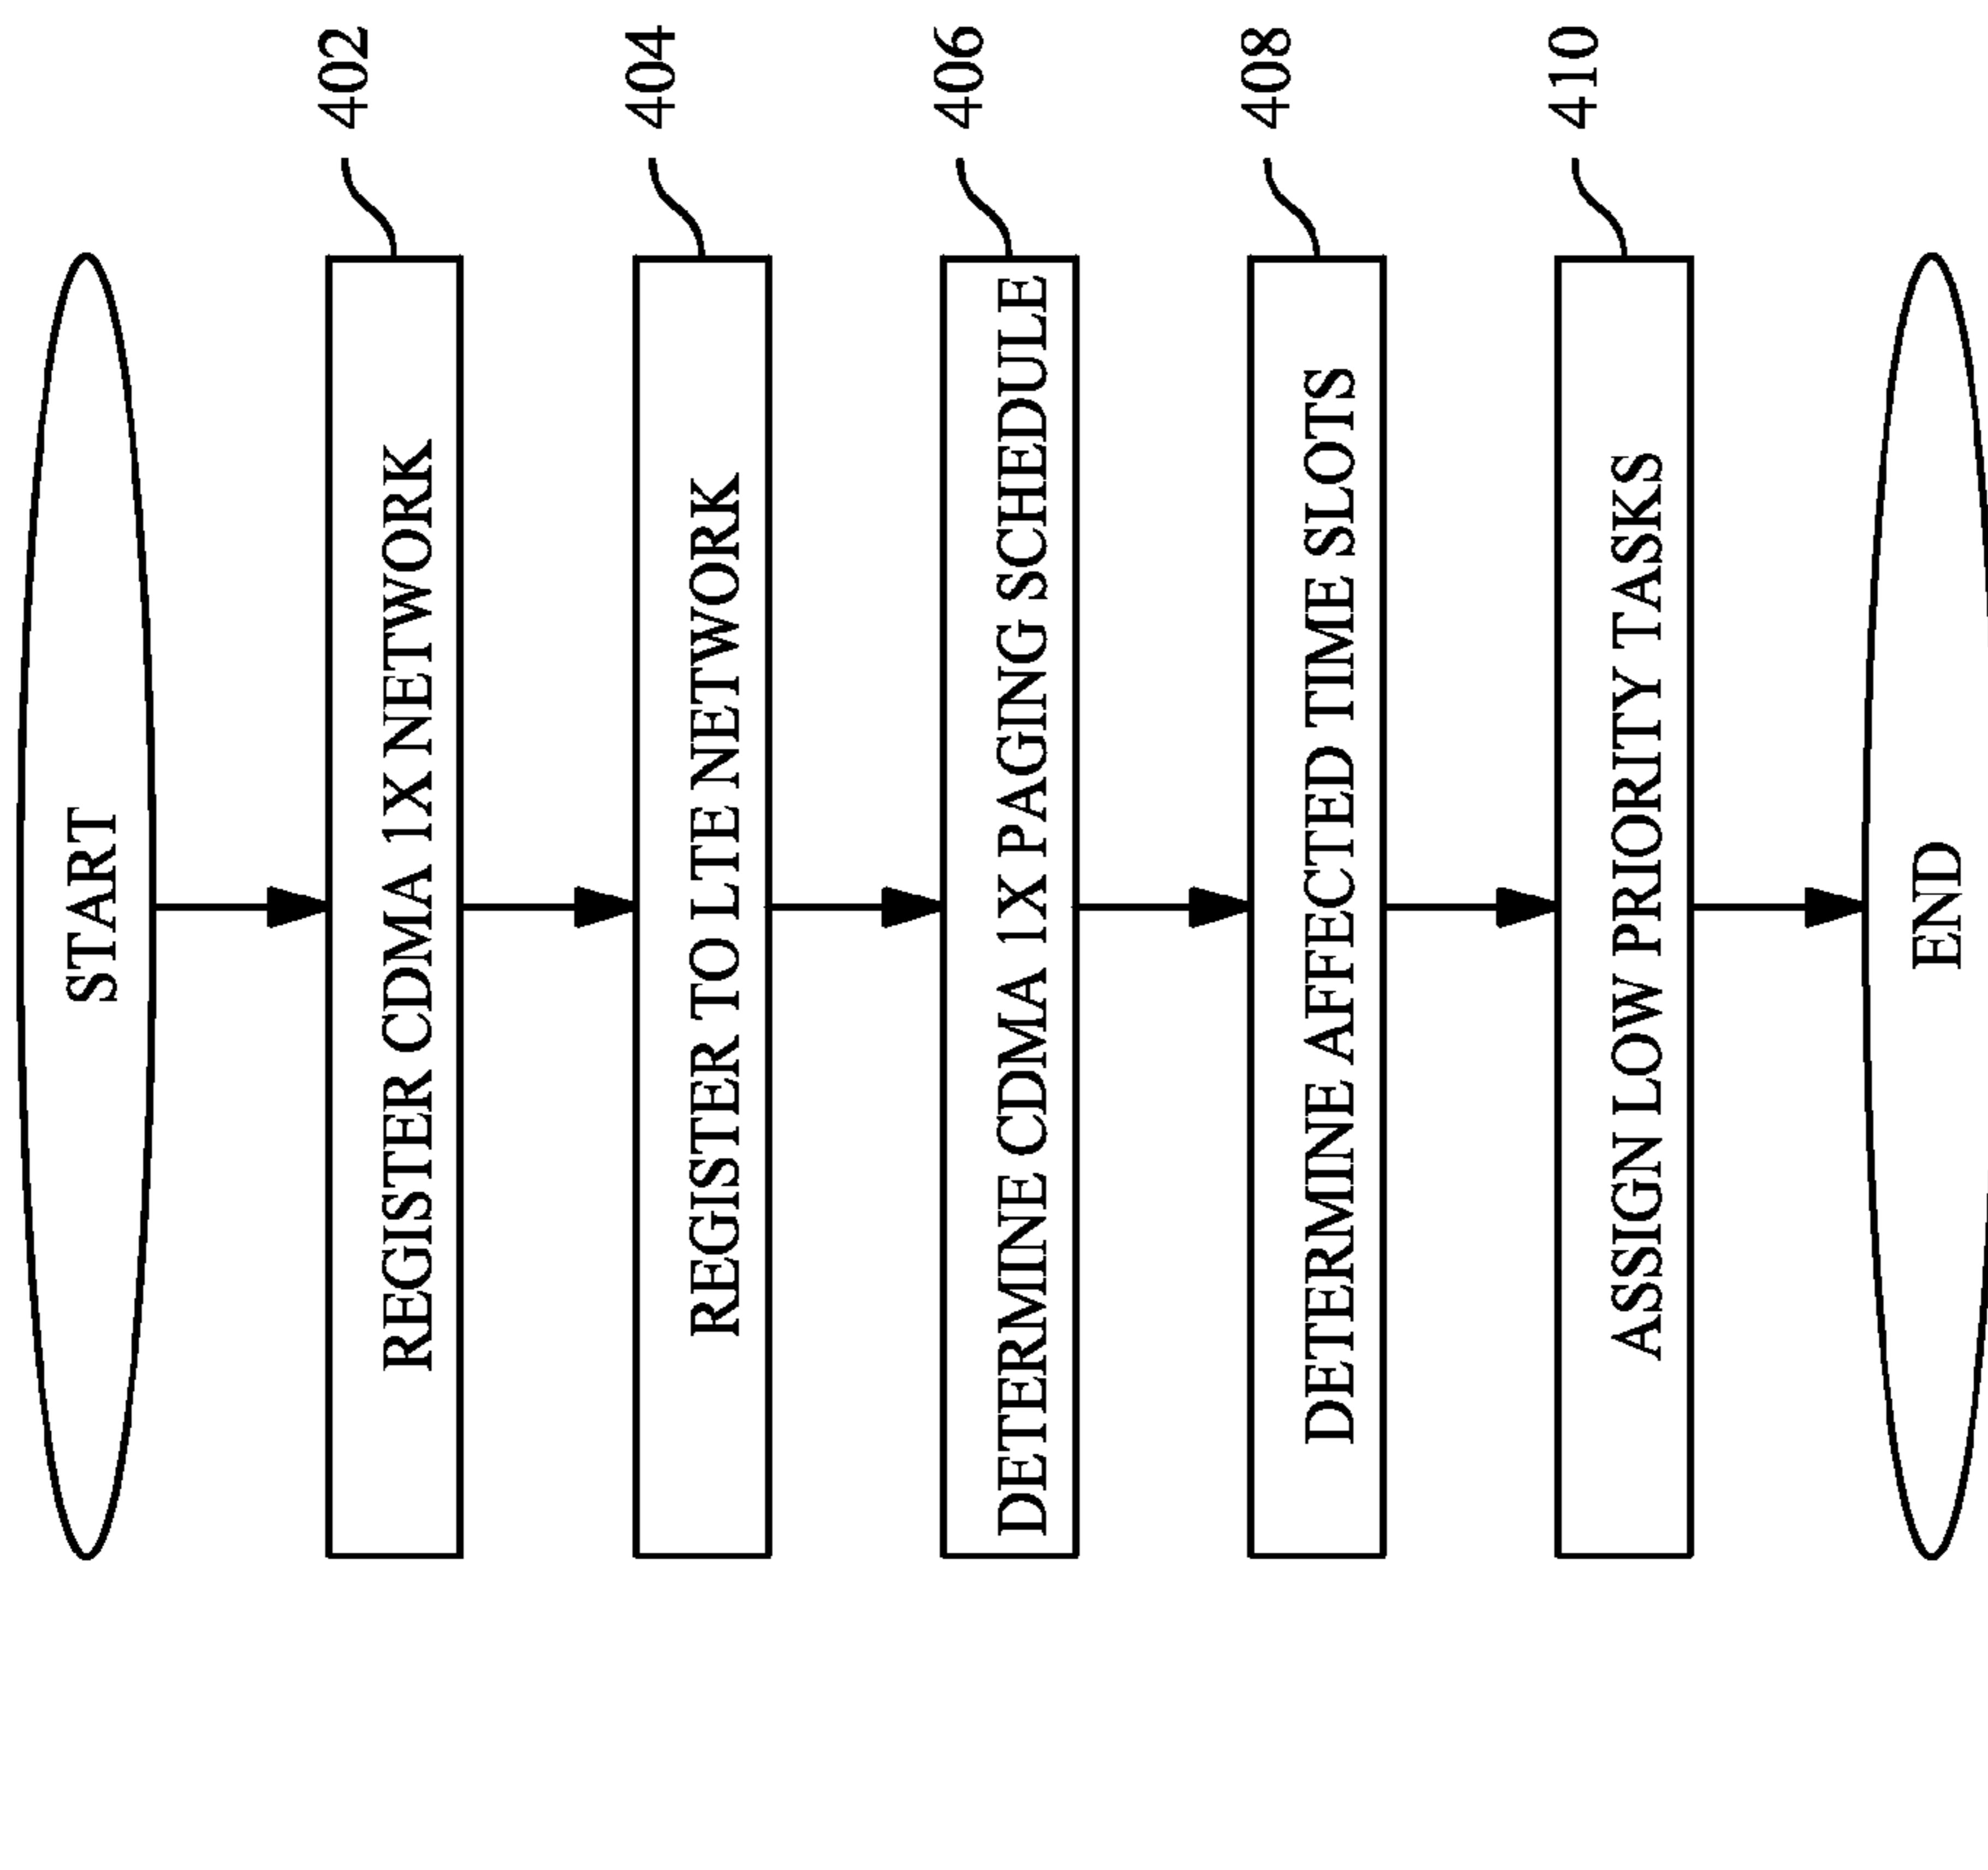 START
REGISTER CDMA 1X NETWORK
402
REGISTER TO LTE NETWORK
404
DETERMINE CDMA 1X PAGING SCHEDULE
406
DETERMINE AFFECTED TIME SLOTS
408
ASSIGN LOW PRIORITY TASKS
410
END